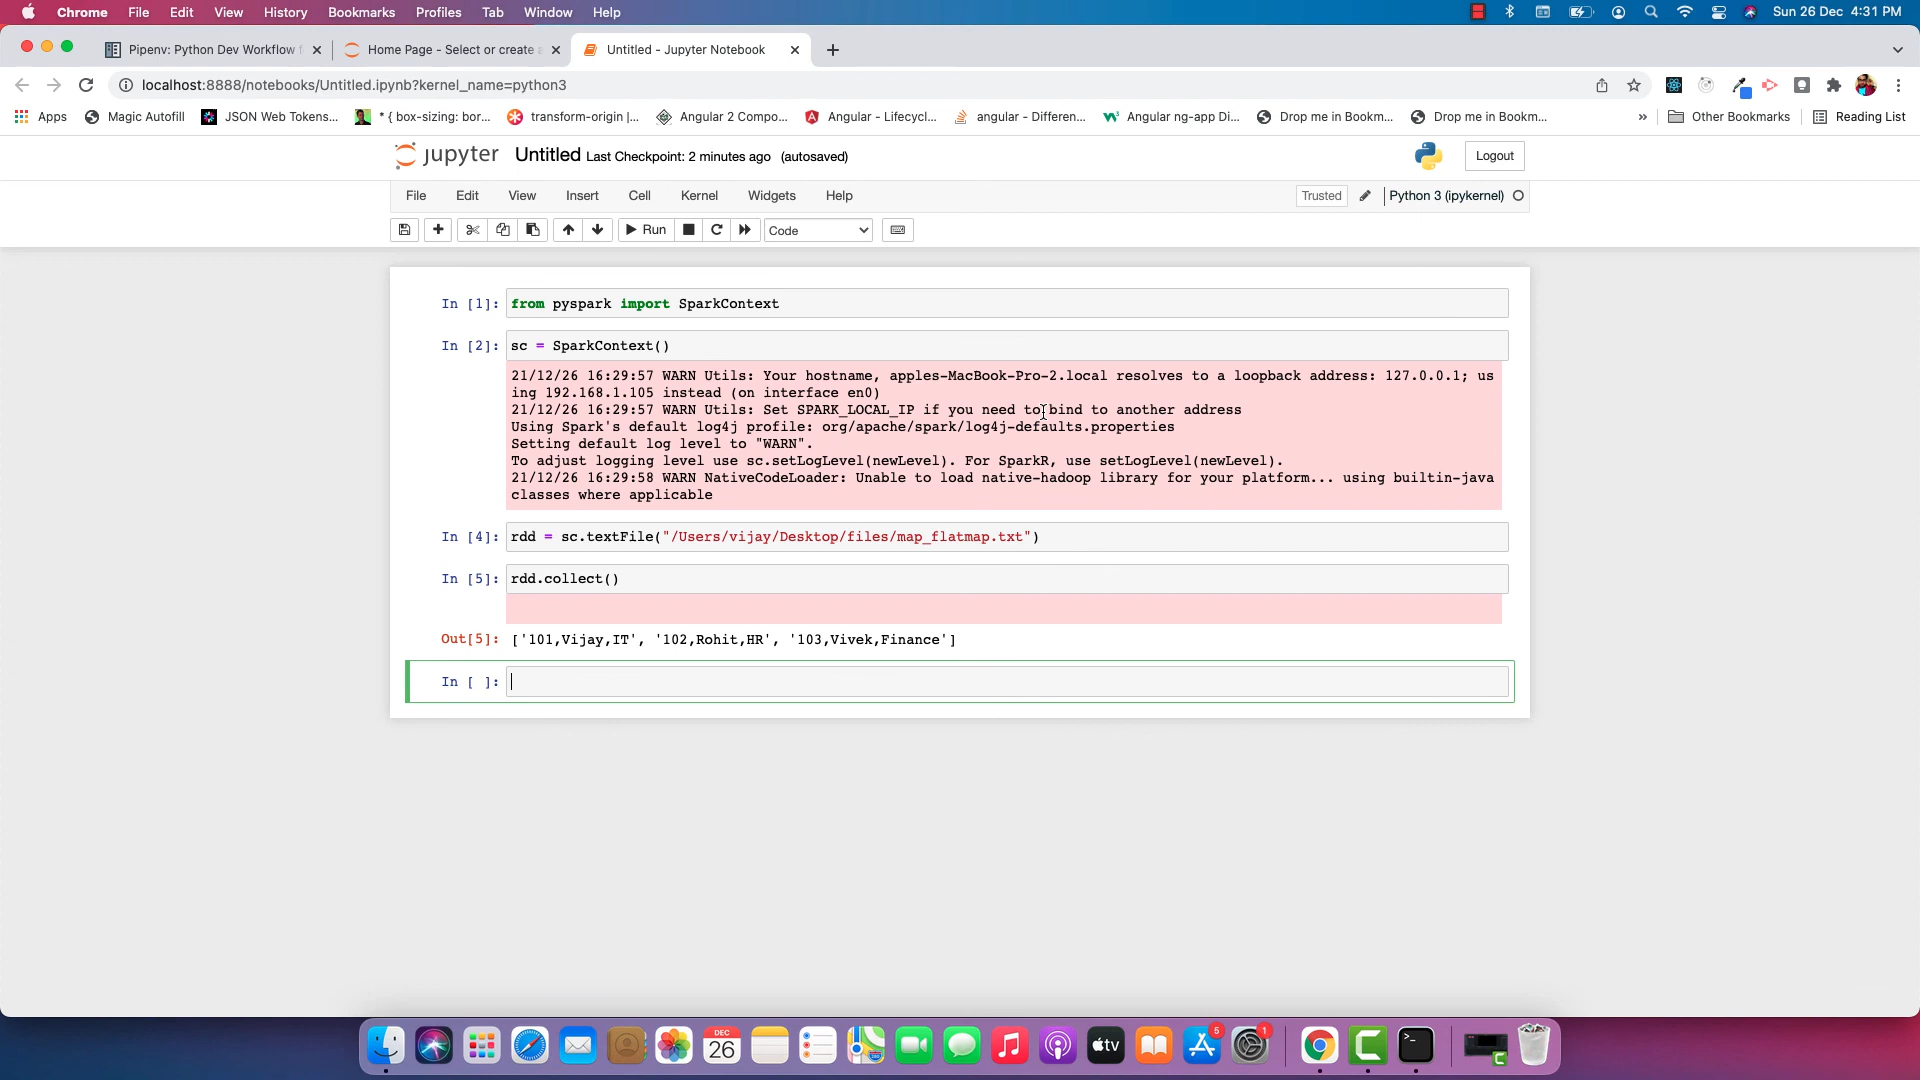 Chrome File Edit View History Bookmarks Profiles Tab Window Help Sun 26 Dec 4:31 PM
Pipenv: Python Dev Workflow f Home Page - Select or create a Untitled - Jupyter Notebook
localhost:8888/notebooks/Untitled.ipynb?kernel_name=python3
Apps Magic Autofill JSON Web Tokens... * { box-sizing: bor... transform-origin |... Angular 2 Compo... Angular - Lifecycl... angular - Differen... Angular ng-app Di... Drop me in Bookm... Drop me in Bookm... » Other Bookmarks Reading List
jupyter Untitled Last Checkpoint: 2 minutes ago (autosaved) Logout
File Edit View Insert Cell Kernel Widgets Help Trusted Python 3 (ipykernel)
Run Code
In [1]: from pyspark import SparkContext
In [2]: sc = SparkContext()
21/12/26 16:29:57 WARN Utils: Your hostname, apples-MacBook-Pro-2.local resolves to a loopback address: 127.0.0.1; us
ing 192.168.1.105 instead (on interface en0)
21/12/26 16:29:57 WARN Utils: Set SPARK_LOCAL_IP if you need to bind to another address
Using Spark's default log4j profile: org/apache/spark/log4j-defaults.properties
Setting default log level to "WARN".
To adjust logging level use sc.setLogLevel(newLevel). For SparkR, use setLogLevel(newLevel).
21/12/26 16:29:58 WARN NativeCodeLoader: Unable to load native-hadoop library for your platform... using builtin-java
classes where applicable
In [4]: rdd = sc.textFile("/Users/vijay/Desktop/files/map_flatmap.txt")
In [5]: rdd.collect()
Out[5]: ['101,Vijay,IT', '102,Rohit,HR', '103,Vivek,Finance']
In [ ]:
DEC
26
tv
5
1